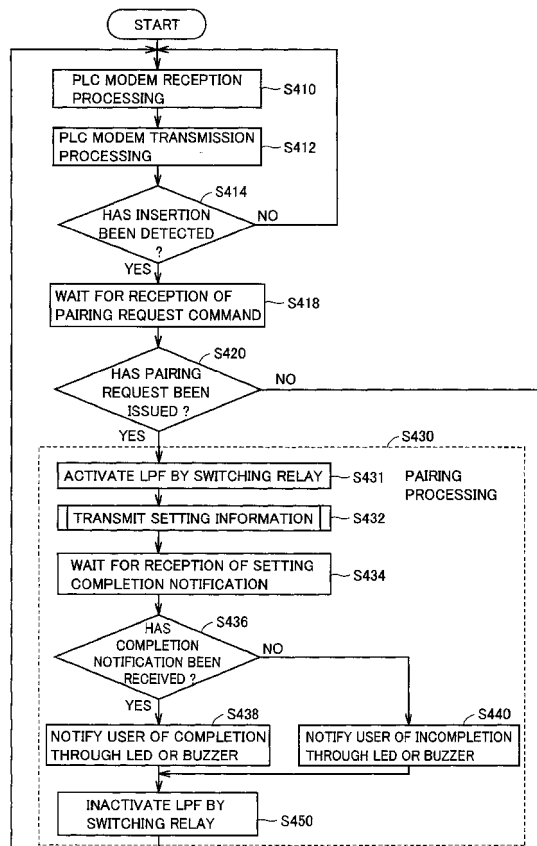 START
PLC MODEM RECEPTION
PROCESSING
S410
PLC MODEM TRANSMISSION
PROCESSING
S412
S414
HAS INSERTION
BEEN DETECTED
?
NO
YES
WAIT FOR RECEPTION OF
PAIRING REQUEST COMMAND
S418
S420
HAS PAIRING
REQUEST BEEN
ISSUED ?
NO
YES
S430
ACTIVATE LPF BY SWITCHING RELAY
S431
PAIRING
PROCESSING
TRANSMIT SETTING INFORMATION
S432
WAIT FOR RECEPTION OF SETTING
COMPLETION NOTIFICATION
S434
S436
HAS
COMPLETION
NOTIFICATION BEEN
RECEIVED ?
NO
YES
S438
NOTIFY USER OF COMPLETION
THROUGH LED OR BUZZER
S440
NOTIFY USER OF INCOMPLETION
THROUGH LED OR BUZZER
INACTIVATE LPF BY
SWITCHING RELAY
S450